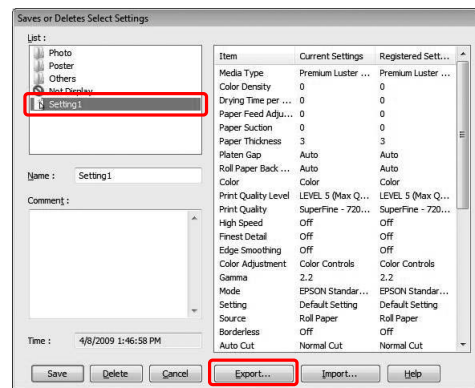 Saves or Deletes Select Settings
List :
Photo
Poster
Others
Not Display
Setting1
Name : Setting1
Comment :
Time : 4/8/2009 1:46:58 PM
Item Current Settings Registered Sett...
Media Type Premium Luster ... Premium Luster ...
Color Density 0 0
Drying Time per ... 0 0
Paper Feed Adju... 0 0
Paper Suction 0 0
Paper Thickness 3 3
Platen Gap Auto Auto
Roll Paper Back ... Auto Auto
Color Color Color
Print Quality Level LEVEL 5 (Max Q... LEVEL 5 (Max Q...
Print Quality SuperFine - 720... SuperFine - 720...
High Speed Off Off
Finest Detail Off Off
Edge Smoothing Off Off
Color Adjustment Color Controls Color Controls
Gamma 2.2 2.2
Mode EPSON Standar... EPSON Standar...
Setting Default Setting Default Setting
Source Roll Paper Roll Paper
Borderless Off Off
Auto Cut Normal Cut Normal Cut
Save Delete Cancel Export... Import... Help